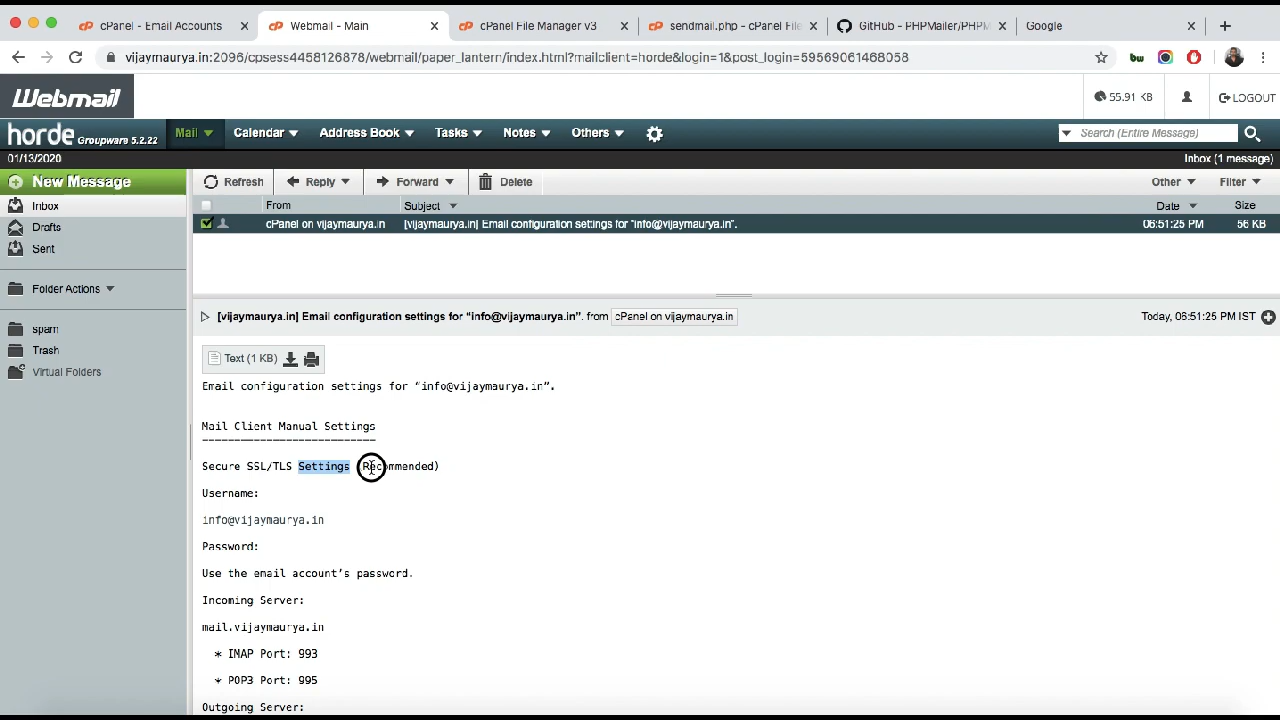 cPanel - Email Accounts
Webmail - Main
cPanel File Manager v3
sendmail.php - cPanel File
GitHub - PHPMailer/PHPM
Google
vijaymaurya.in:2096/cpsess4458126878/webmail/paper_lantern/index.html?mailclient=horde&login=1&post_login=59569061468058
Webmail
55.91 KB
LOGOUT
horde Groupware 5.2.22
Mail
Calendar
Address Book
Tasks
Notes
Others
Search (Entire Message)
01/13/2020
Inbox (1 message)
New Message
Refresh
Reply
Forward
Delete
Other
Filter
Inbox
From
Subject
Date
Size
Drafts
cPanel on vijaymaurya.in
[vijaymaurya.in] Email configuration settings for “info@vijaymaurya.in”.
06:51:25 PM
56 KB
Sent
Folder Actions
spam
Trash
Virtual Folders
[vijaymaurya.in] Email configuration settings for “info@vijaymaurya.in”. from cPanel on vijaymaurya.in
Today, 06:51:25 PM IST
Text (1 KB)
Email configuration settings for “info@vijaymaurya.in”.
Mail Client Manual Settings
---------------------------
Secure SSL/TLS Settings (Recommended)
Username:
info@vijaymaurya.in
Password:
Use the email account’s password.
Incoming Server:
mail.vijaymaurya.in
* IMAP Port: 993
* POP3 Port: 995
Outgoing Server: